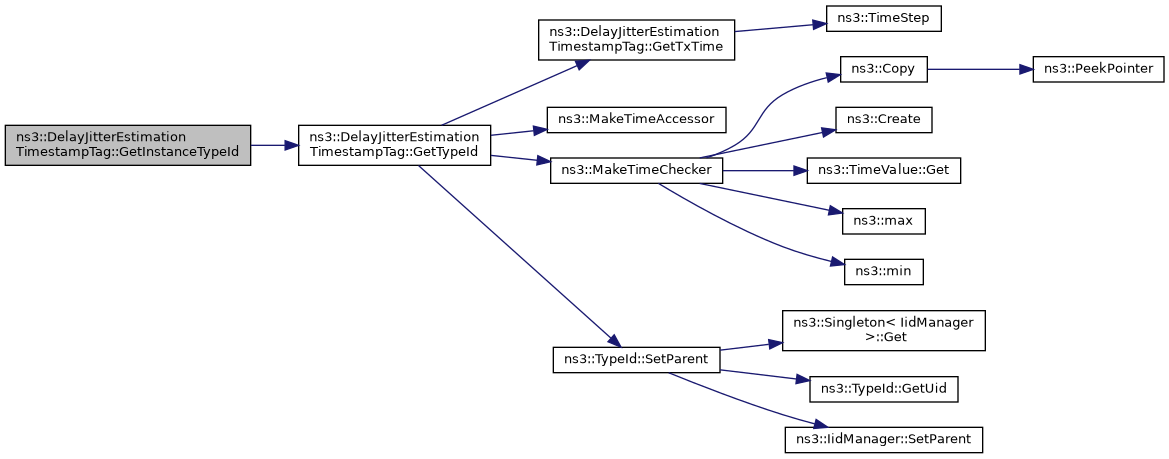 ns3::DelayJitterEstimation
TimestampTag::GetInstanceTypeId
ns3::DelayJitterEstimation
TimestampTag::GetTypeId
ns3::DelayJitterEstimation
TimestampTag::GetTxTime
ns3::TimeStep
ns3::MakeTimeAccessor
ns3::MakeTimeChecker
ns3::Copy
ns3::PeekPointer
ns3::Create
ns3::TimeValue::Get
ns3::max
ns3::min
ns3::TypeId::SetParent
ns3::Singleton< IidManager
>::Get
ns3::TypeId::GetUid
ns3::IidManager::SetParent